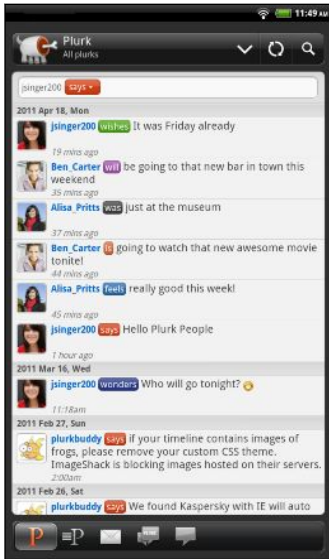 11:49 AM
Plurk
All plurks
jsinger200 says
2011 Apr 18, Mon
jsinger200 wishes It was Friday already
19 mins ago
Ben_Carter will be going to that new bar in town this
weekend
35 mins ago
Alisa_Pritts was just at the museum
37 mins ago
Ben_Carter is going to watch that new awesome movie
tonite!
44 mins ago
Alisa_Pritts feels really good this week!
45 mins ago
jsinger200 says Hello Plurk People
1 hour ago
2011 Mar 16, Wed
jsinger200 wonders Who will go tonight?
11:18am
2011 Feb 27, Sun
plurkbuddy says if your timeline contains images of
frogs, please remove your custom CSS theme.
ImageShack is blocking images hosted on their servers.
2:00am
2011 Feb 26, Sat
plurkbuddy says We found Kaspersky with IE will auto
P
P